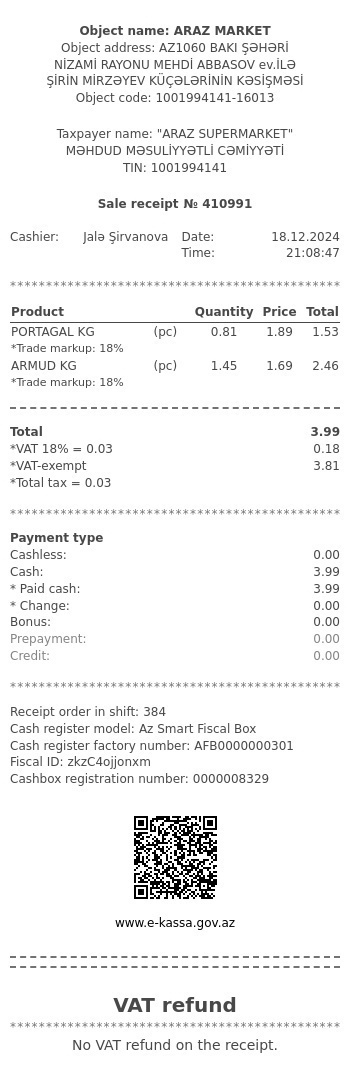 Object name: ARAZ MARKET
Object address: AZ1060 BAKI ŞƏHƏRİ
NİZAMİ RAYONU MEHDİ ABBASOV ev.İLƏ
ŞİRİN MİRZƏYEV KÜÇƏLƏRİNİN KƏSİŞMƏSİ
Object code: 1001994141-16013
Taxpayer name: "ARAZ SUPERMARKET"
MƏHDUD MƏSULİYYƏTLİ CƏMİYYƏTİ
TIN: 1001994141
Sale receipt № 410991
Cashier: Jalə Şirvanova Date: 18.12.2024
Time: 21:08:47
**********************************************
Product Quantity Price Total
PORTAGAL KG (pc) 0.81 1.89 1.53
*Trade markup: 18%
ARMUD KG (pc) 1.45 1.69 2.46
*Trade markup: 18%
Total 3.99
*VAT 18% = 0.03 0.18
*VAT-exempt 3.81
*Total tax = 0.03
**********************************************
Payment type
Cashless: 0.00
Cash: 3.99
* Paid cash: 3.99
* Change: 0.00
Bonus: 0.00
Prepayment: 0.00
Credit: 0.00
**********************************************
Receipt order in shift: 384
Cash register model: Az Smart Fiscal Box
Cash register factory number: AFB0000000301
Fiscal ID: zkzC4ojjonxm
Cashbox registration number: 0000008329
www.e-kassa.gov.az
VAT refund
**********************************************
No VAT refund on the receipt.